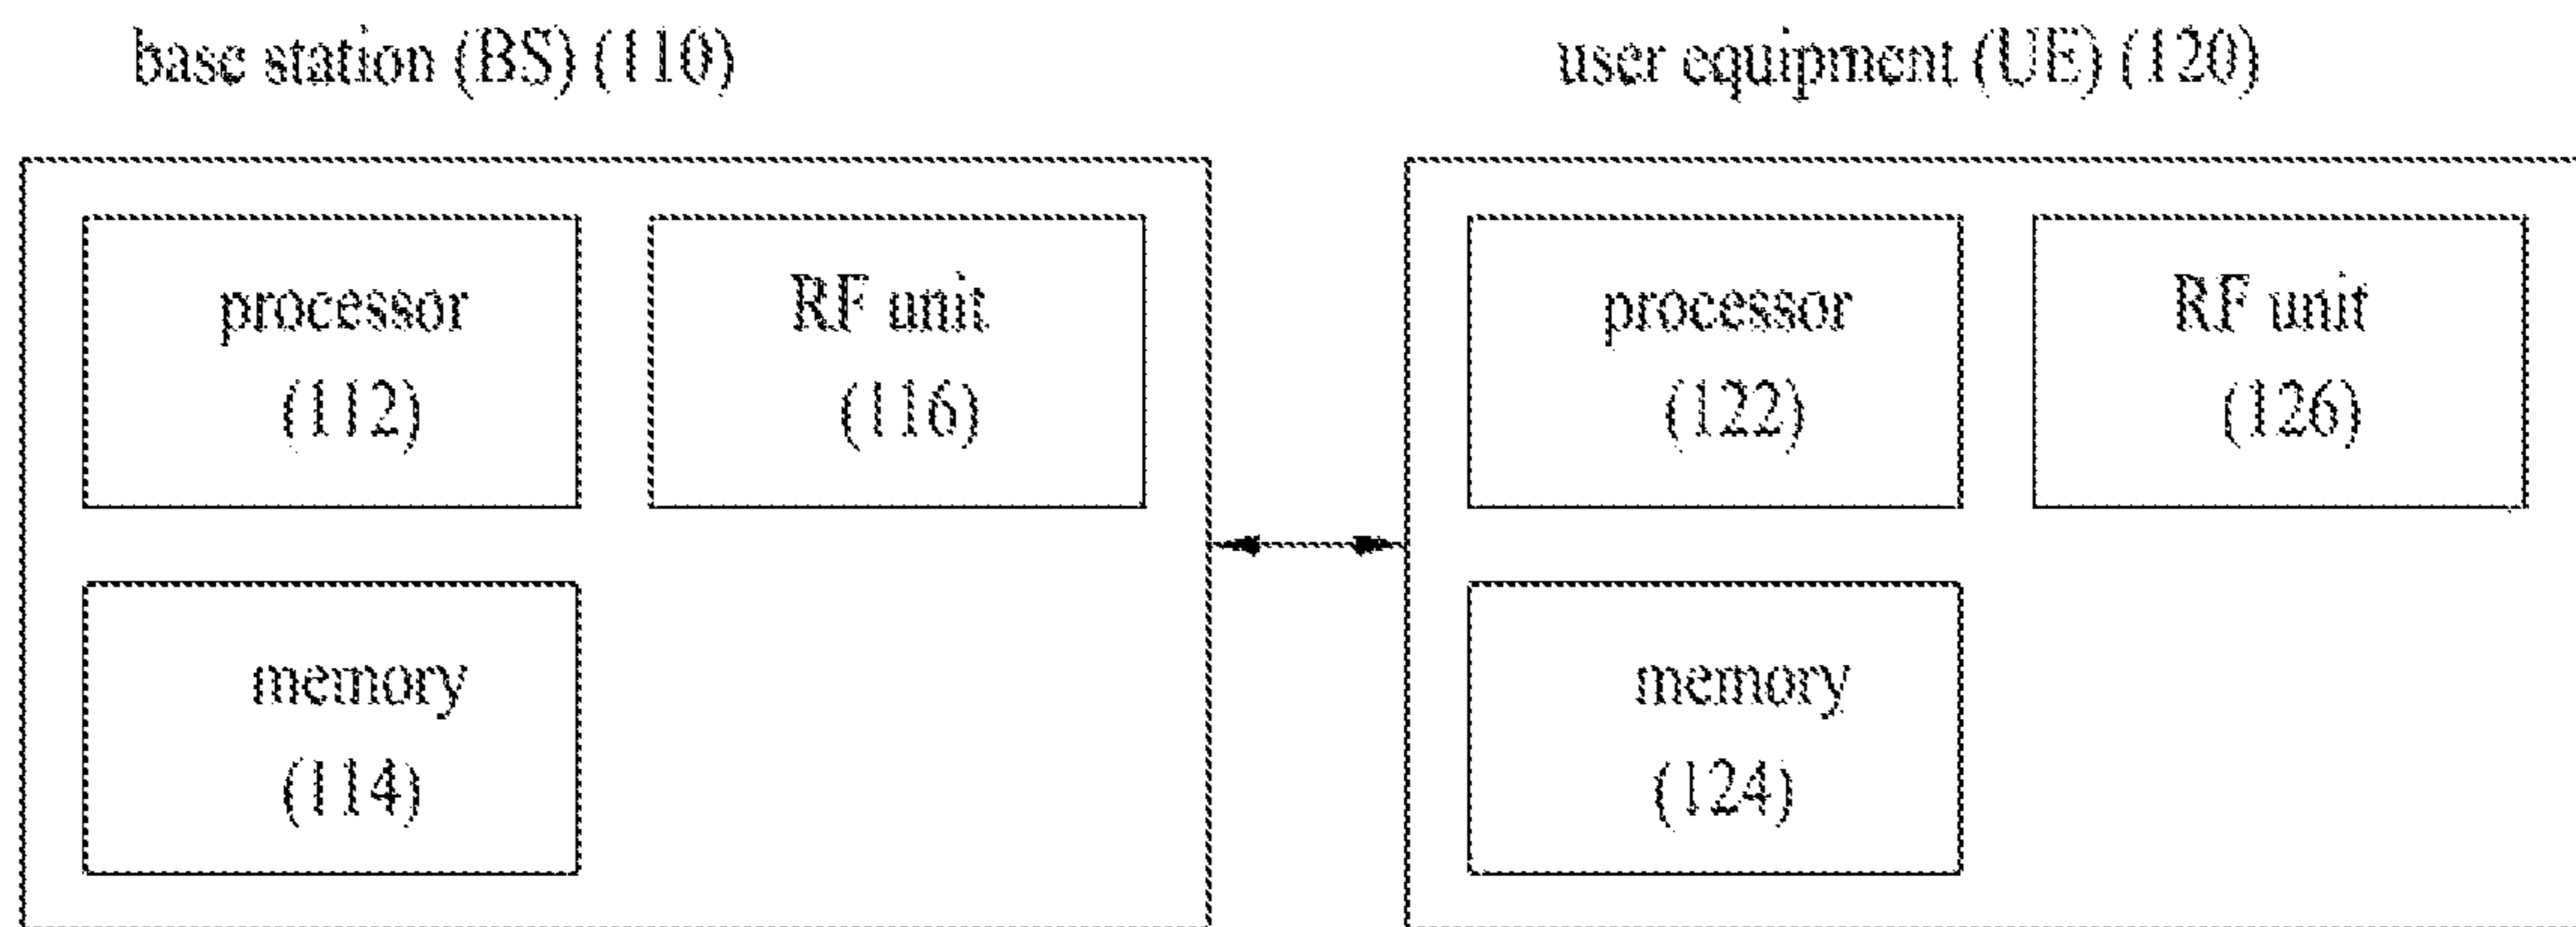 base station (BS) (110)
user equipment (UE) (120)
processor
(112)
RF unit
(116)
memory
(114)
processor
(122)
RF unit
(126)
memory
(124)